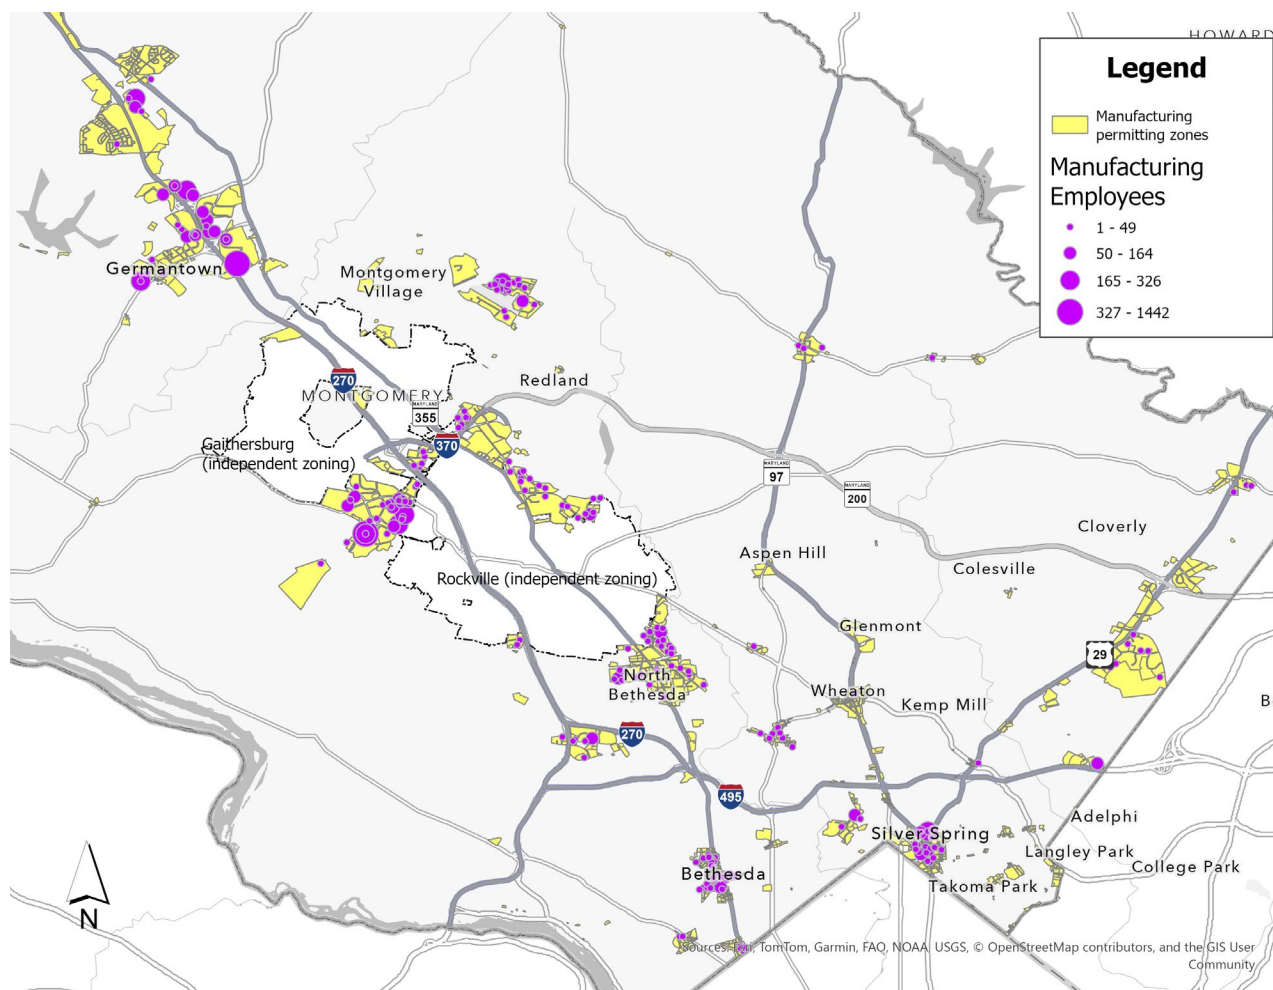 HOWARD
Legend
Manufacturing
permitting zones
Manufacturing
Employees
1 - 49
50 - 164
165 - 326
327 - 1442
Germantown
Montgomery
Village
270
MONTGOMERY
Redland
MARYLAND
355
370
Gaithersburg
(independent zoning)
MARYLAND
97
MARYLAND
200
Cloverly
Aspen Hill
Colesville
Rockville (independent zoning)
Glenmont
29
North
Bethesda
Wheaton
Kemp Mill
B
270
495
Adelphi
Silver Spring
Langley Park
College Park
Bethesda
Takoma Park
N
Sources: Esri, TomTom, Garmin, FAO, NOAA, USGS, © OpenStreetMap contributors, and the GIS User
Community